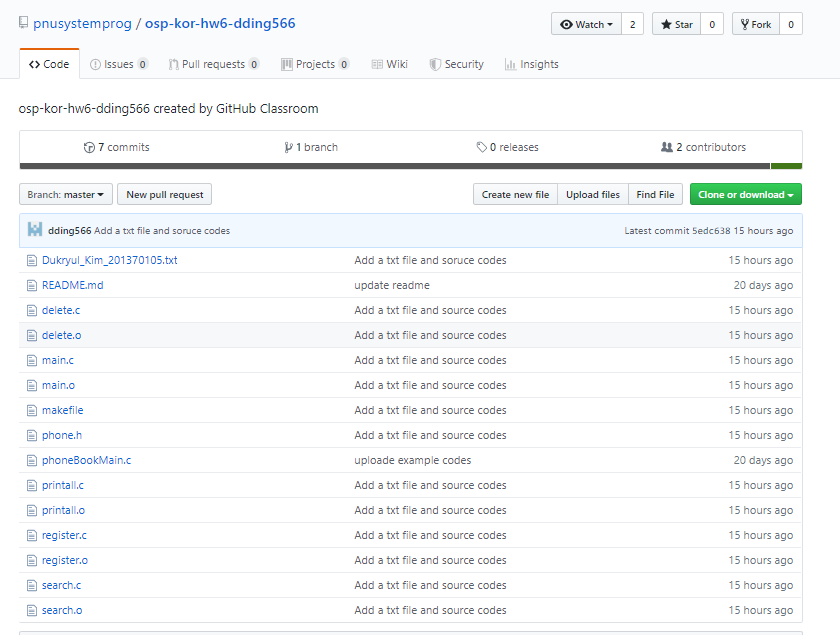 pnusystemprog / osp-kor-hw6-dding566 Watch 2 Star 0 Fork 0
Code Issues 0 Pull requests 0 Projects 0 Wiki Security Insights
osp-kor-hw6-dding566 created by GitHub Classroom
7 commits 1 branch 0 releases 2 contributors
Branch: master New pull request Create new file Upload files Find File Clone or download
dding566 Add a txt file and soruce codes Latest commit 5edc638 15 hours ago
Dukryul_Kim_201370105.txt Add a txt file and soruce codes 15 hours ago
README.md update readme 20 days ago
delete.c Add a txt file and source codes 15 hours ago
delete.o Add a txt file and source codes 15 hours ago
main.c Add a txt file and source codes 15 hours ago
main.o Add a txt file and source codes 15 hours ago
makefile Add a txt file and source codes 15 hours ago
phone.h Add a txt file and source codes 15 hours ago
phoneBookMain.c uploade example codes 20 days ago
printall.c Add a txt file and source codes 15 hours ago
printall.o Add a txt file and source codes 15 hours ago
register.c Add a txt file and source codes 15 hours ago
register.o Add a txt file and source codes 15 hours ago
search.c Add a txt file and source codes 15 hours ago
search.o Add a txt file and source codes 15 hours ago